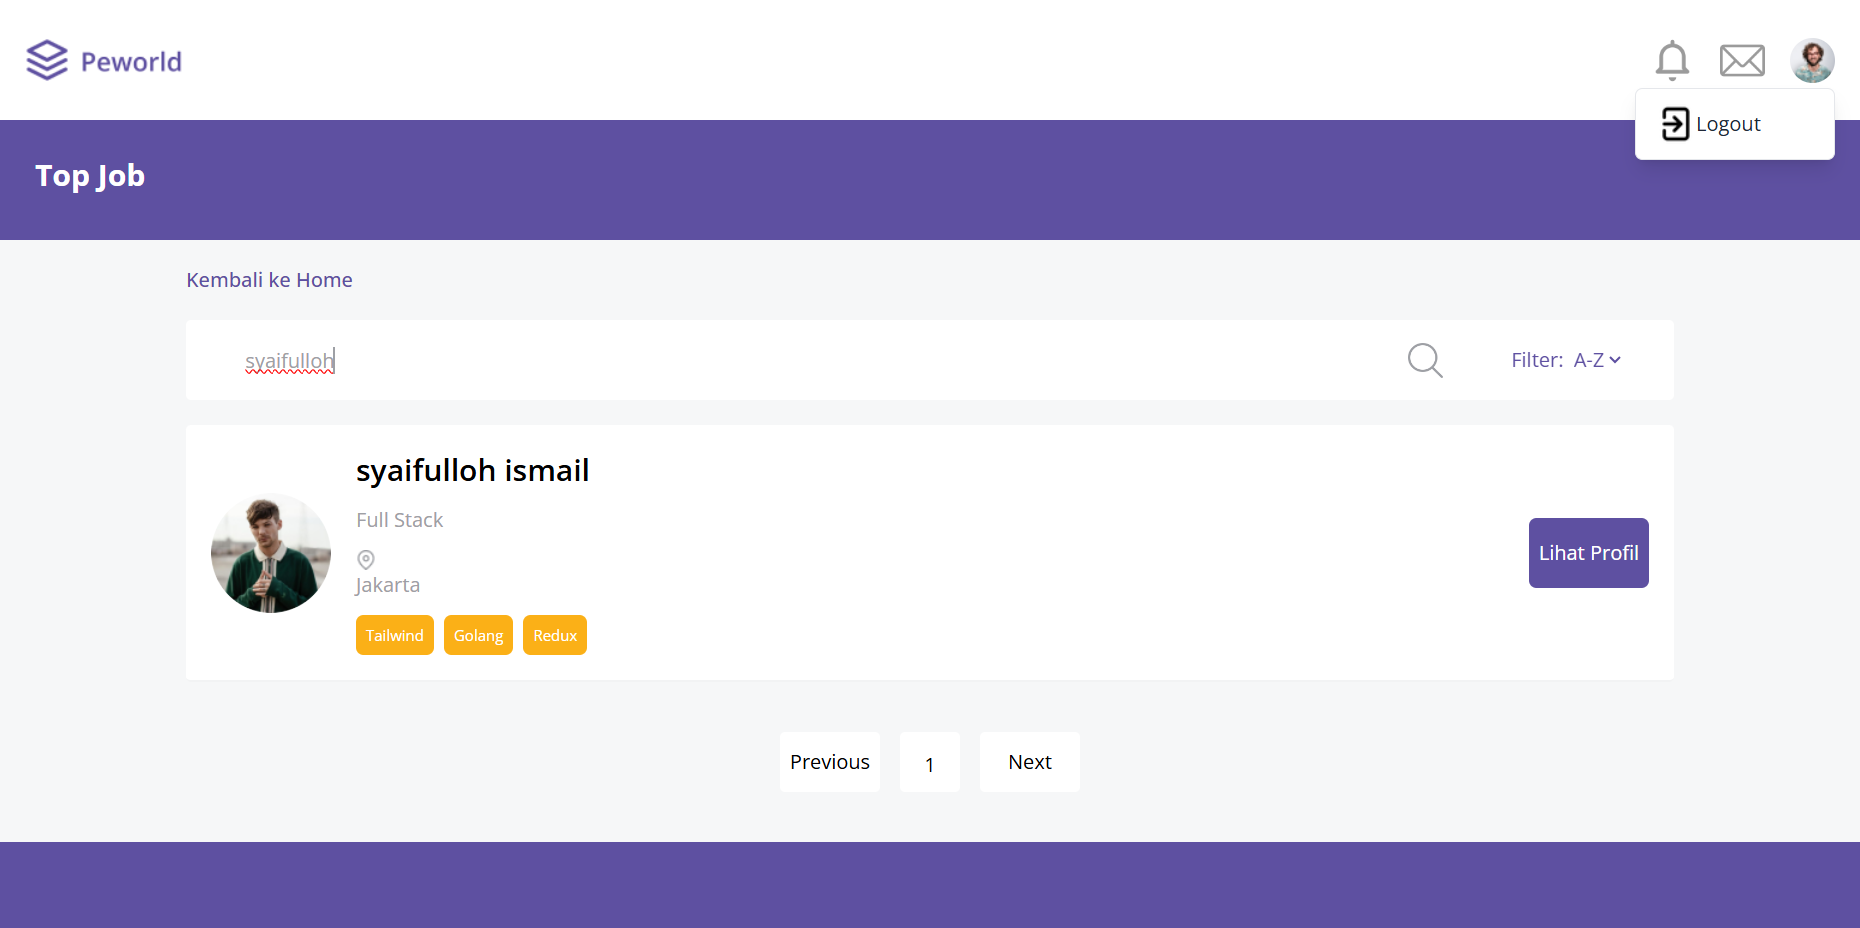 Peworld
Logout
Top Job
Kembali ke Home
syaifulloh
Filter: A-Z
syaifulloh ismail
Full Stack
Jakarta
Tailwind Golang Redux
Lihat Profil
Previous 1 Next